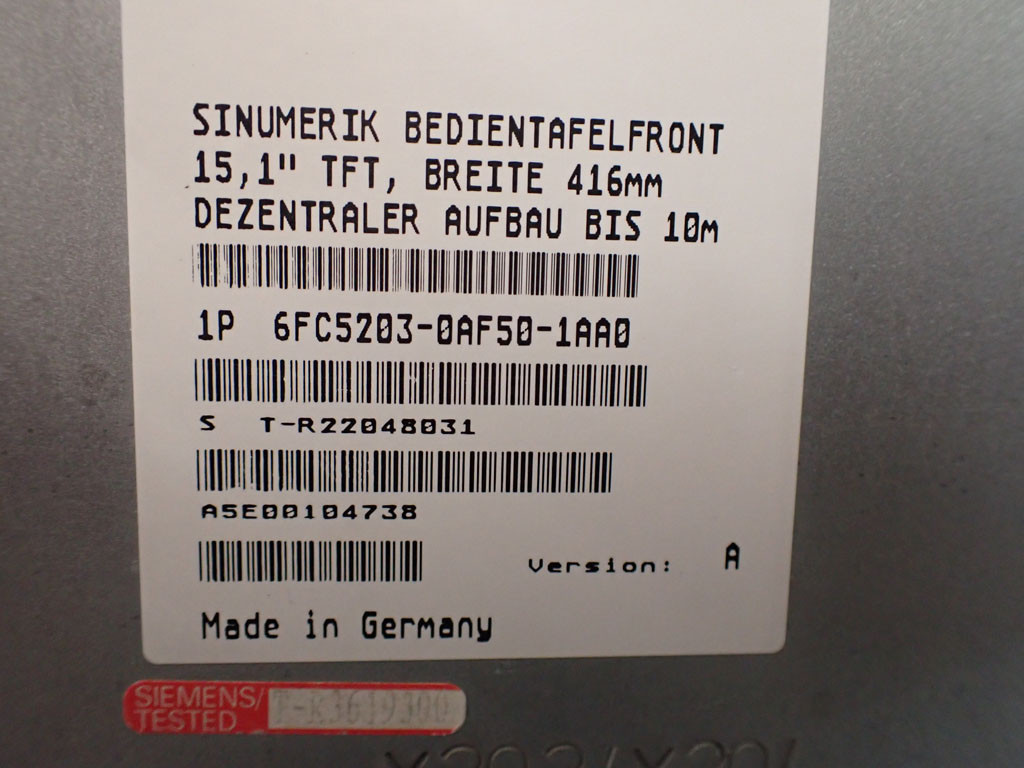 SINUMERIK BEDIENTAFELFRONT
15,1" TFT, BREITE 416mm
DEZENTRALER AUFBAU BIS 10m
1P 6FC5203-0AF50-1AA0
S T-R22048031
A5E00104738
Version: A
Made in Germany
SIEMENS/
TESTED